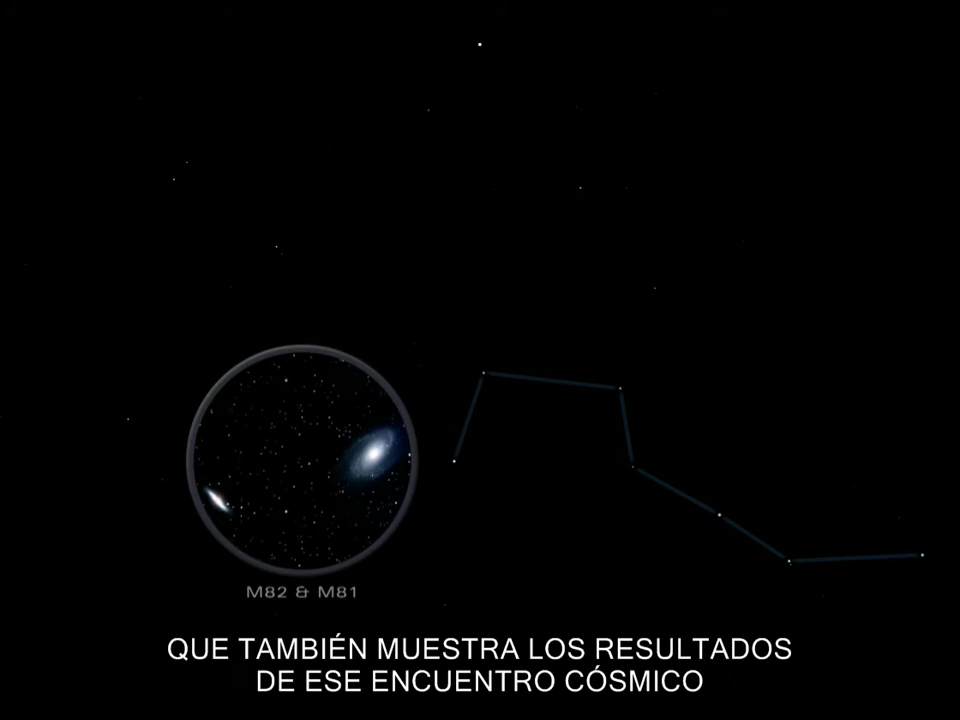 M82 & M81
QUE TAMBIÉN MUESTRA LOS RESULTADOS
DE ESE ENCUENTRO CÓSMICO